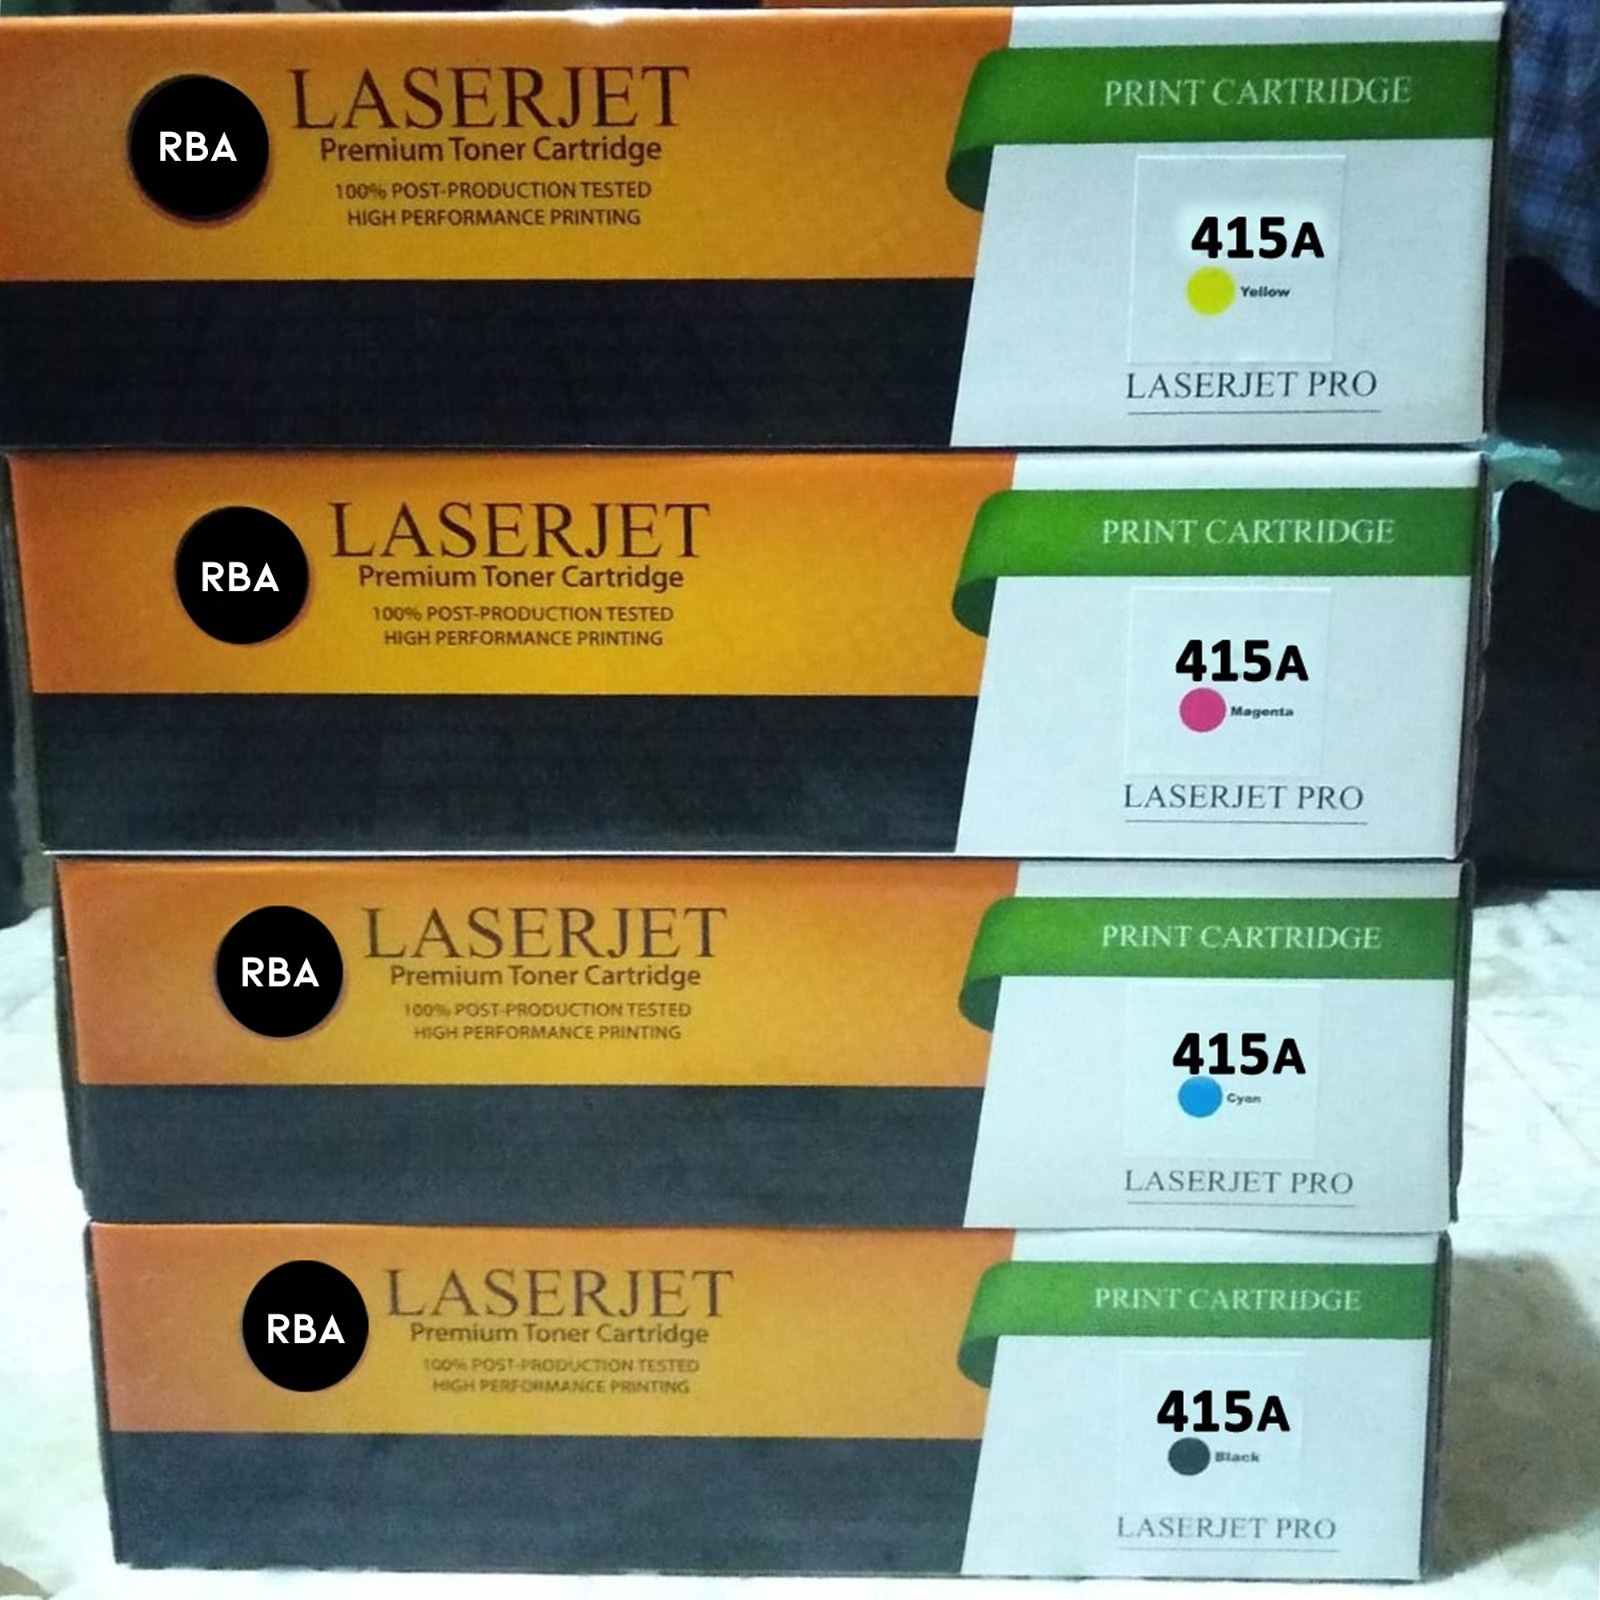 RBA
LASERJET
Premium Toner Cartridge
100% POST-PRODUCTION TESTED
HIGH PERFORMANCE PRINTING
PRINT CARTRIDGE
415A
Yellow
LASERJET PRO
RBA
LASERJET
Premium Toner Cartridge
100% POST-PRODUCTION TESTED
HIGH PERFORMANCE PRINTING
PRINT CARTRIDGE
415A
Magenta
LASERJET PRO
RBA
LASERJET
Premium Toner Cartridge
100% POST-PRODUCTION TESTED
HIGH PERFORMANCE PRINTING
PRINT CARTRIDGE
415A
Cyan
LASERJET PRO
RBA
LASERJET
Premium Toner Cartridge
100% POST-PRODUCTION TESTED
HIGH PERFORMANCE PRINTING
PRINT CARTRIDGE
415A
Black
LASERJET PRO